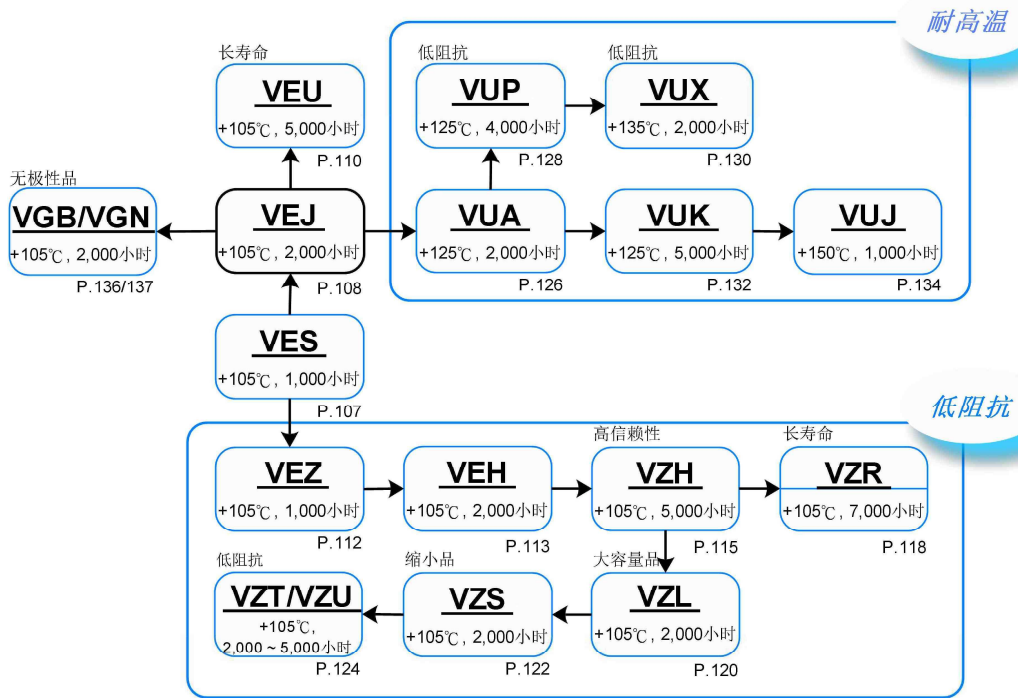 耐高温
长寿命
VEU
+105℃, 5,000小时
P.110
低阻抗
VUP
+125℃, 4,000小时
P.128
低阻抗
VUX
+135℃, 2,000小时
P.130
无极性品
VGB/VGN
+105℃, 2,000小时
P.136/137
VEJ
+105℃, 2,000小时
P.108
VUA
+125℃, 2,000小时
P.126
VUK
+125℃, 5,000小时
P.132
VUJ
+150℃, 1,000小时
P.134
VES
+105℃, 1,000小时
P.107
低阻抗
VEZ
+105℃, 1,000小时
P.112
VEH
+105℃, 2,000小时
P.113
高信赖性
VZH
+105℃, 5,000小时
P.115
长寿命
VZR
+105℃, 7,000小时
P.118
低阻抗
VZT/VZU
+105℃,
2,000~5,000小时
P.124
缩小品
VZS
+105℃, 2,000小时
P.122
大容量品
VZL
+105℃, 2,000小时
P.120